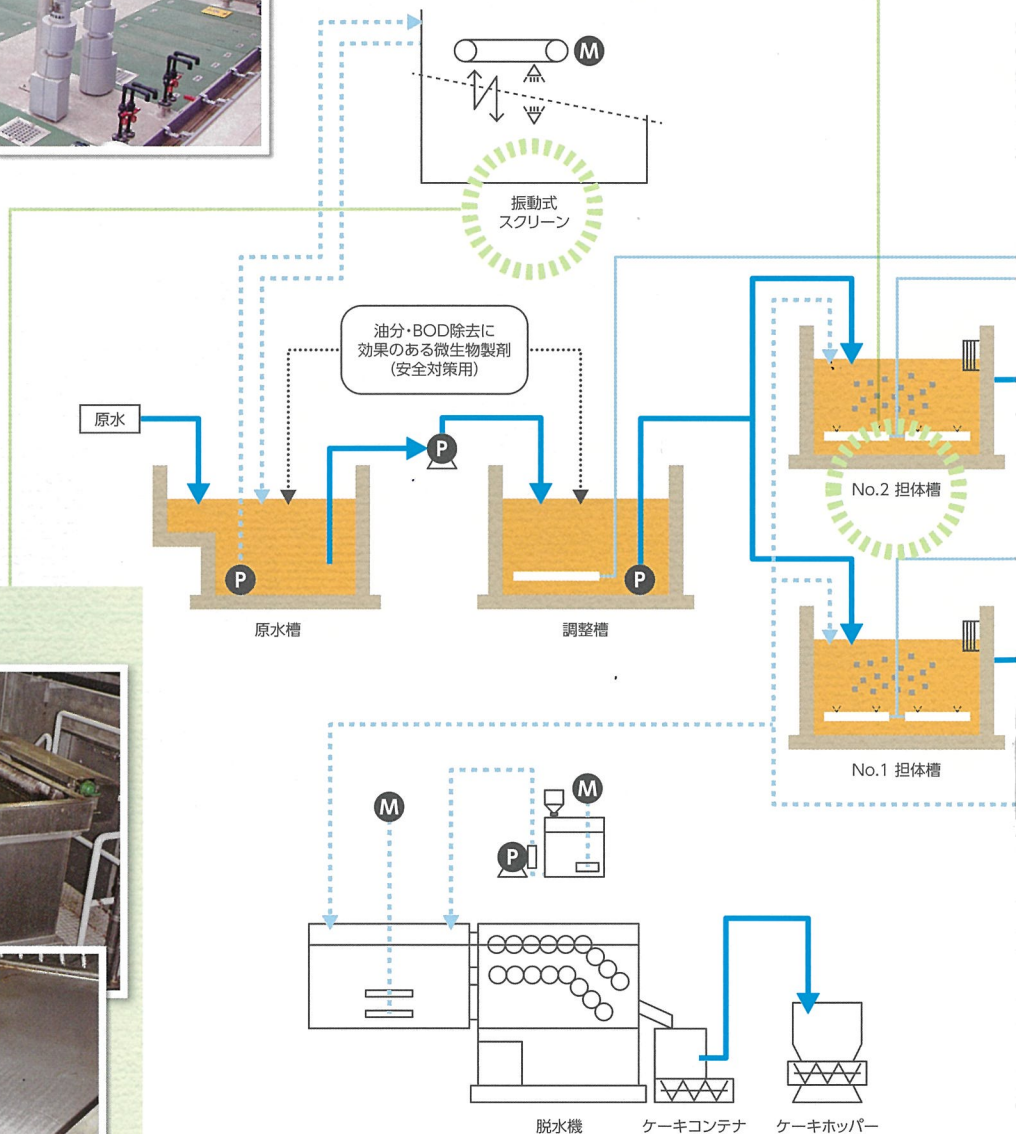 M
振動式
スクリーン
油分・BOD除去に
効果のある微生物製剤
(安全対策用)
原水
P
P
P
No.2 担体槽
原水槽
調整槽
No.1 担体槽
M
M
P
脱水機
ケーキコンテナ
ケーキホッパー